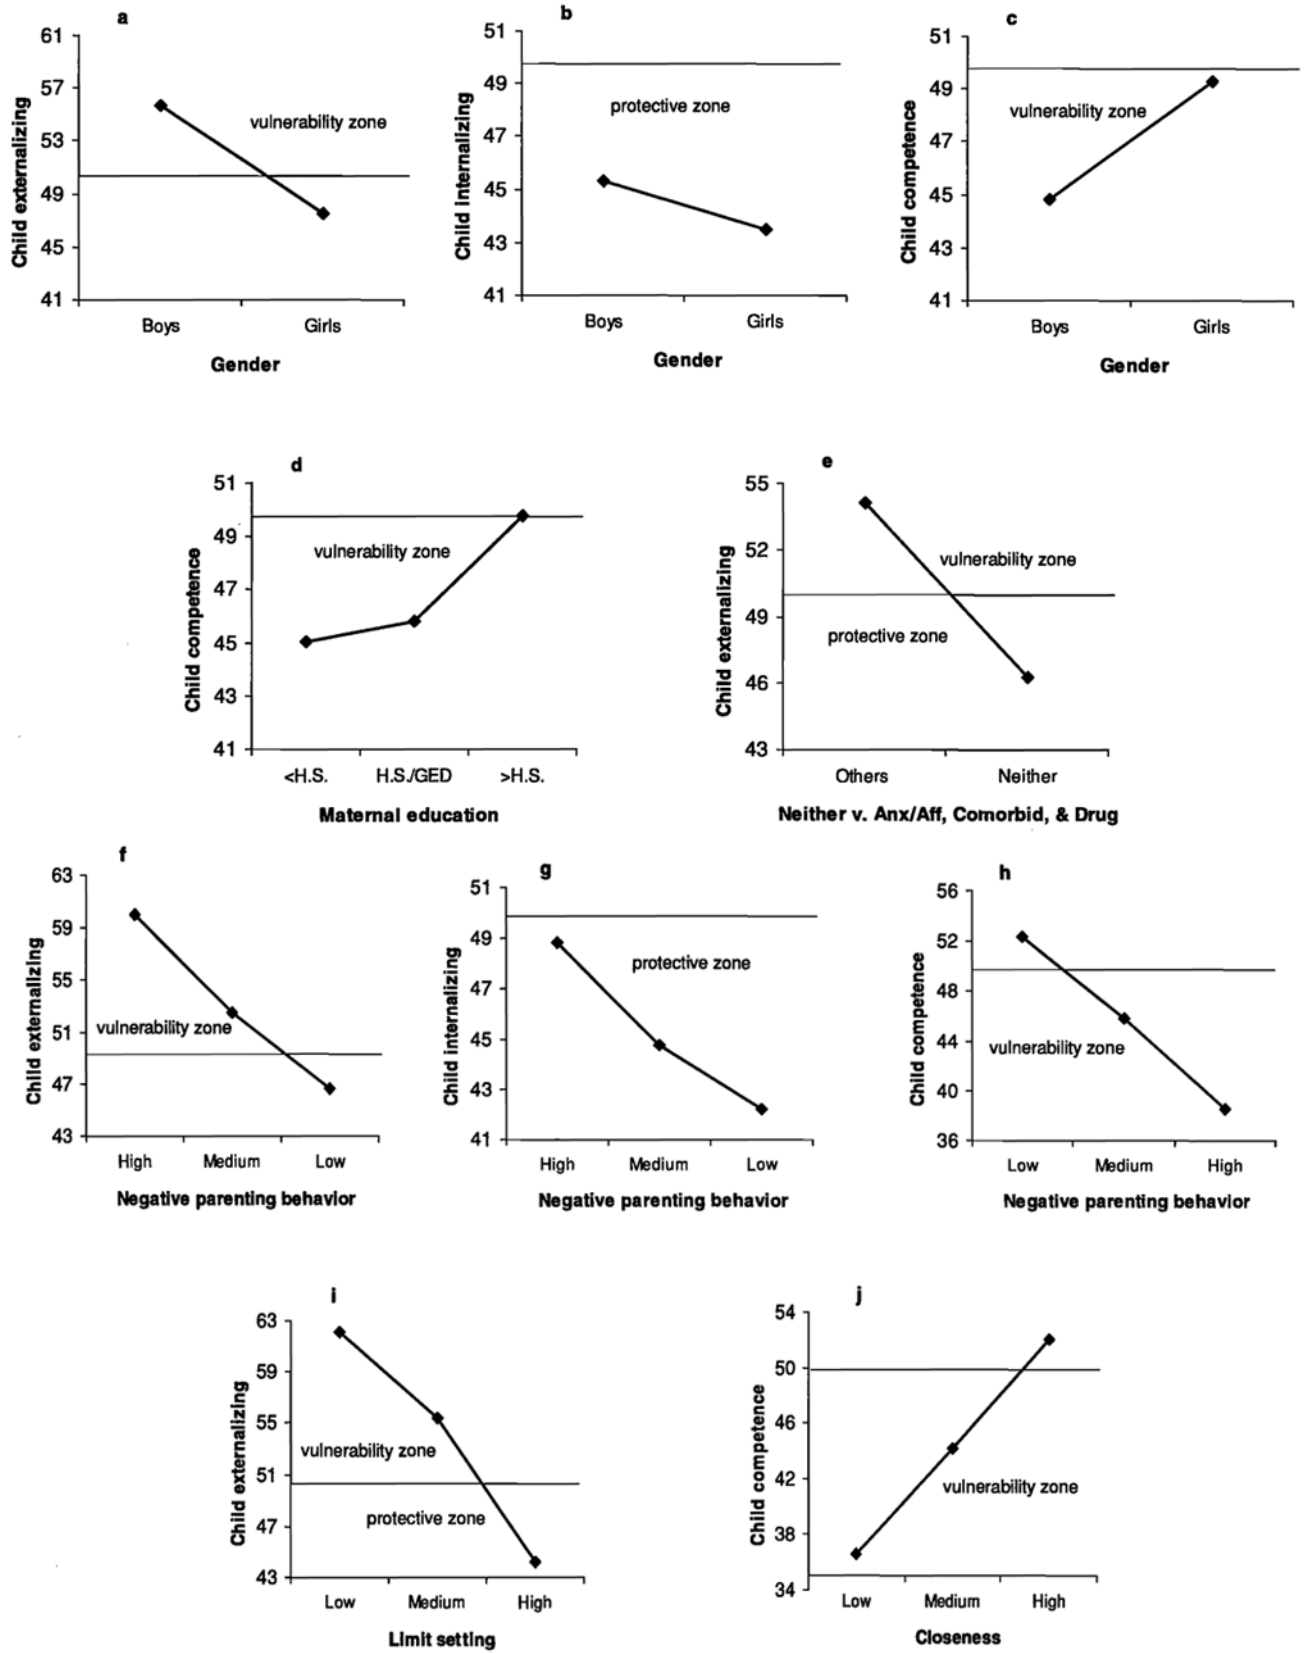 a
61
57
53
49
45
41
Child externalizing
vulnerability zone
Boys
Girls
Gender
b
51
49
47
45
43
41
Child internalizing
protective zone
Boys
Girls
Gender
c
51
49
47
45
43
41
Child competence
vulnerability zone
Boys
Girls
Gender
d
51
49
47
45
43
41
Child competence
vulnerability zone
<H.S.
H.S./GED
>H.S.
Maternal education
e
55
52
49
46
43
Child externalizing
vulnerability zone
protective zone
Others
Neither
Neither v. Anx/Aff, Comorbid, & Drug
f
63
59
55
51
47
43
Child externalizing
vulnerability zone
High
Medium
Low
Negative parenting behavior
g
51
49
47
45
43
41
Child internalizing
protective zone
High
Medium
Low
Negative parenting behavior
h
56
52
48
44
40
36
Child competence
vulnerability zone
Low
Medium
High
Negative parenting behavior
i
63
59
55
51
47
43
Child externalizing
vulnerability zone
protective zone
Low
Medium
High
Limit setting
j
54
50
46
42
38
34
Child competence
vulnerability zone
Low
Medium
High
Closeness